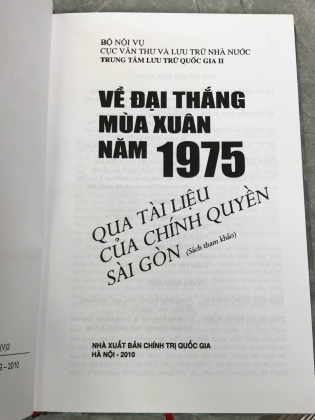 BỘ NỘI VỤ
CỤC VĂN THƯ VÀ LƯU TRỮ NHÀ NƯỚC
TRUNG TÂM LƯU TRỮ QUỐC GIA II
VỀ ĐẠI THẮNG
MÙA XUÂN
NĂM 1975
QUA TÀI LIỆU
CỦA CHÍNH QUYỀN
SÀI GÒN (Sách tham khảo)
NHÀ XUẤT BẢN CHÍNH TRỊ QUỐC GIA
HÀ NỘI - 2010
(V)2
G – 2010